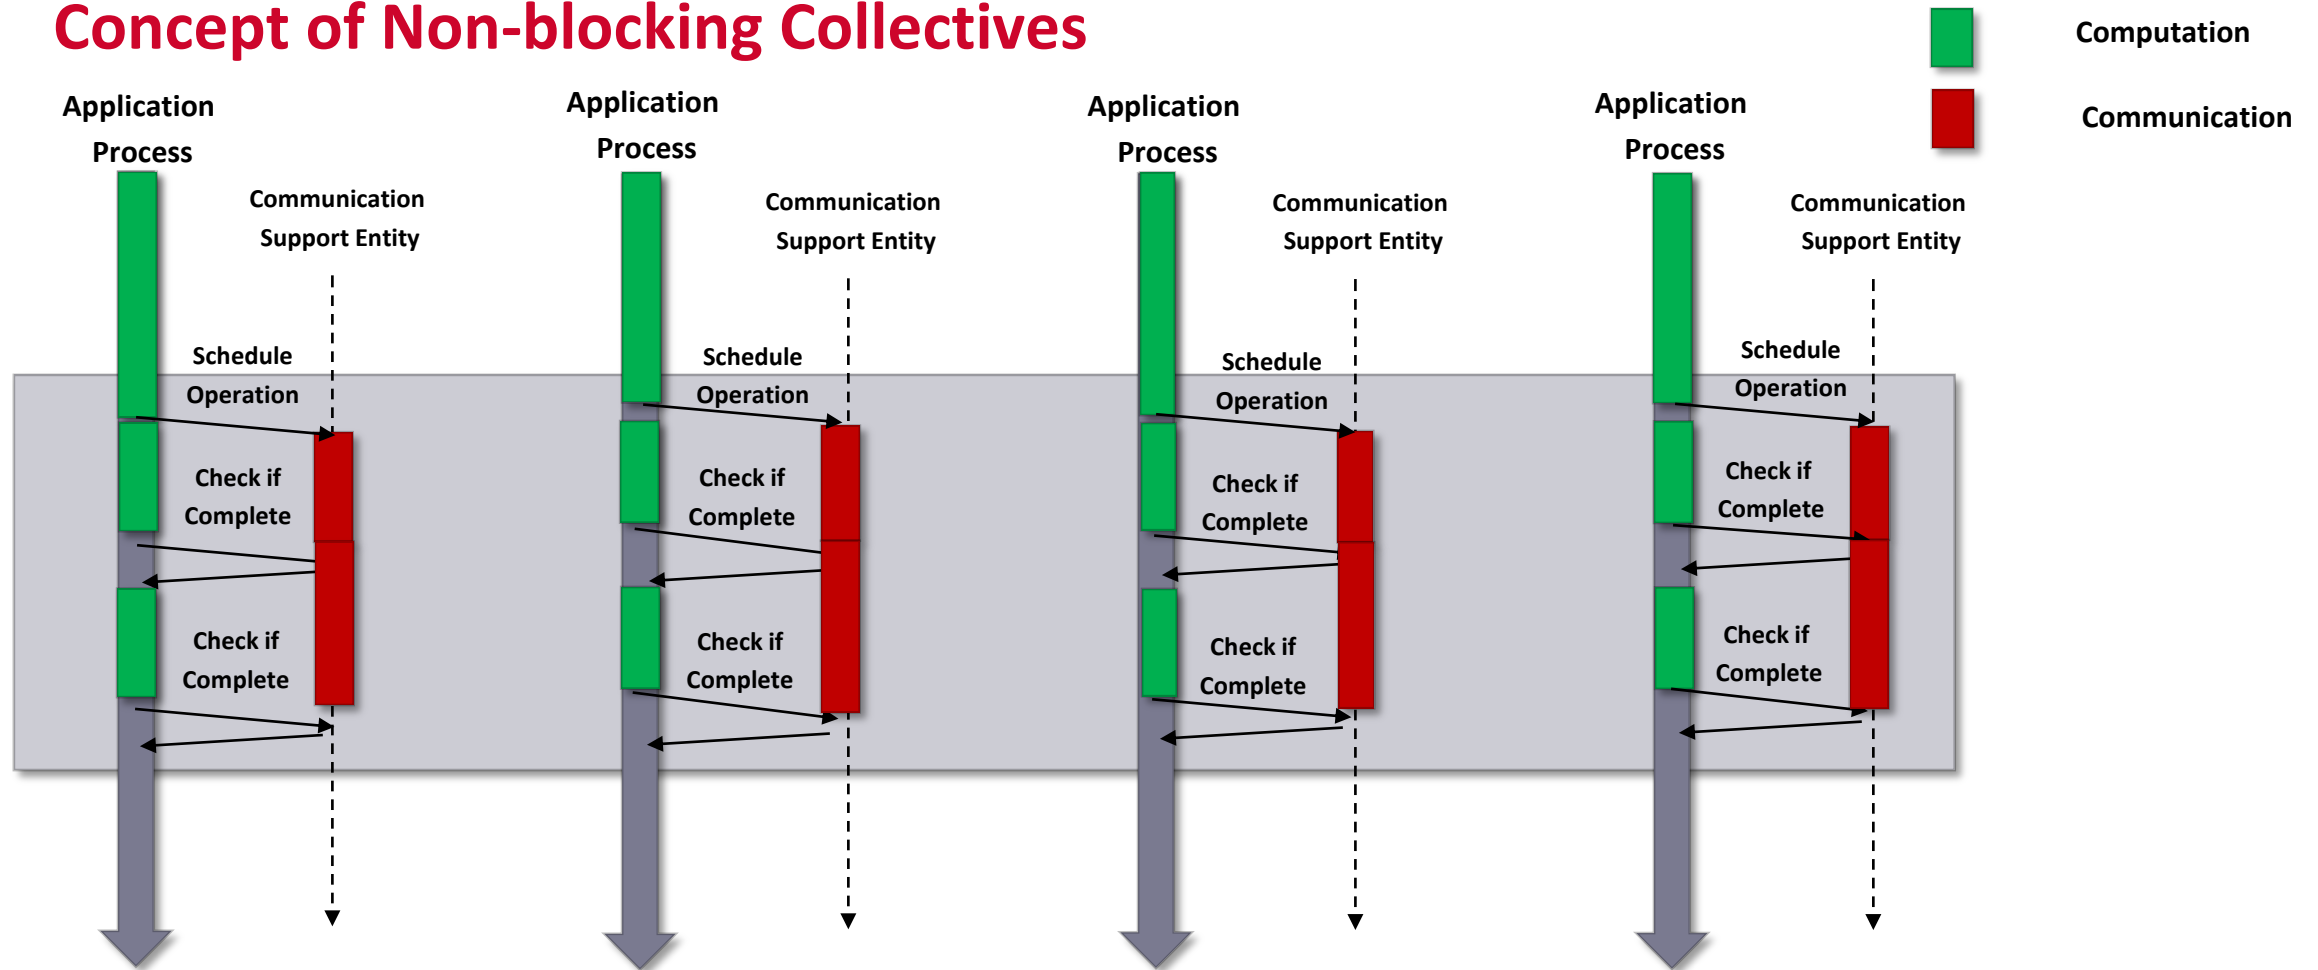 Concept of Non-blocking Collectives
Computation
Communication
Application
Process
Communication
Support Entity
Schedule
Operation
Check if
Complete
Check if
Complete
Application
Process
Communication
Support Entity
Schedule
Operation
Check if
Complete
Check if
Complete
Application
Process
Communication
Support Entity
Schedule
Operation
Check if
Complete
Check if
Complete
Application
Process
Communication
Support Entity
Schedule
Operation
Check if
Complete
Check if
Complete